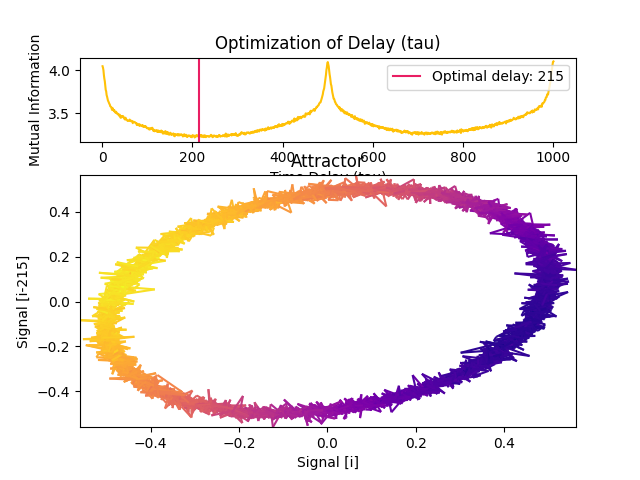 Optimization of Delay (tau)
Mutual Information
4.0
3.5
Optimal delay: 215
0 200 400 600 800 1000
Time Delay (tau)
Attractor
Signal [i-215]
0.4
0.2
0.0
−0.2
−0.4
−0.4 −0.2 0.0 0.2 0.4
Signal [i]